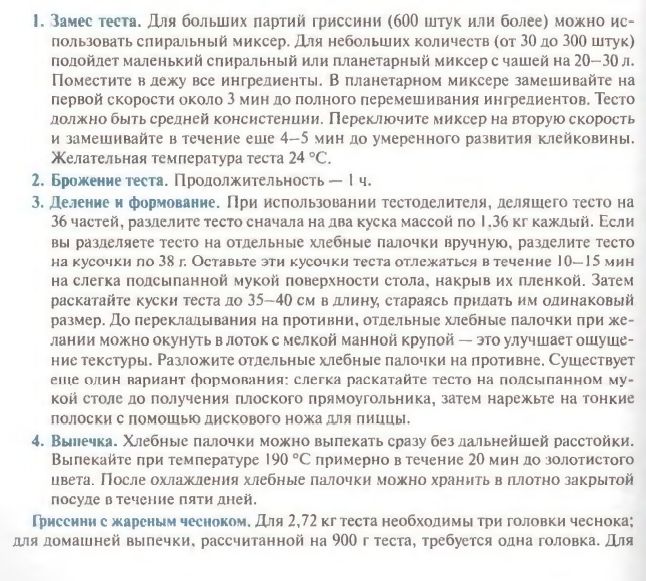 1. Замес теста. Для больших партий гриссини (600 штук или более) можно ис-
пользовать спиральный миксер. Для небольших количеств (от 30 до 300 штук)
подойдет маленький спиральный или планетарный миксер с чашей на 20—30 л.
Поместите в дежу все ингредиенты. В планетарном миксере замешивайте на
первой скорости около 3 мин до полного перемешивания ингредиентов. Тесто
должно быть средней консистенции. Переключите миксер на вторую скорость
и замешивайте в течение еще 4—5 мин до умеренного развития клейковины.
Желательная температура теста 24 °С.
2. Брожение теста. Продолжительность — 1 ч.
3. Деление и формование. При использовании тестоделителя, делящего тесто на
36 частей, разделите тесто сначала на два куска массой по 1,36 кг каждый. Если
вы разделяете тесто на отдельные хлебные палочки вручную, разделите тесто
на кусочки по 38 г. Оставьте эти кусочки теста отлежаться в течение 10—15 мин
на слегка подсыпанной мукой поверхности стола, накрыв их пленкой. Затем
раскатайте куски теста до 35—40 см в длину, стараясь придать им одинаковый
размер. До перекладывания на противни, отдельные хлебные палочки при же-
лании можно окунуть в лоток с мелкой манной крупой — это улучшает ощуще-
ние текстуры. Разложите отдельные хлебные палочки на противне. Существует
еще один вариант формования: слегка раскатайте тесто на подсыпанном му-
кой столе до получения плоского прямоугольника, затем нарежьте на тонкие
полоски с помощью дискового ножа для пиццы.
4. Выпечка. Хлебные палочки можно выпекать сразу без дальнейшей расстойки.
Выпекайте при температуре 190 °С примерно в течение 20 мин до золотистого
цвета. После охлаждения хлебные палочки можно хранить в плотно закрытой
посуде в течение пяти дней.
Гриссини с жареным чесноком. Для 2,72 кг теста необходимы три головки чеснока;
для домашней выпечки, рассчитанной на 900 г теста, требуется одна головка. Для